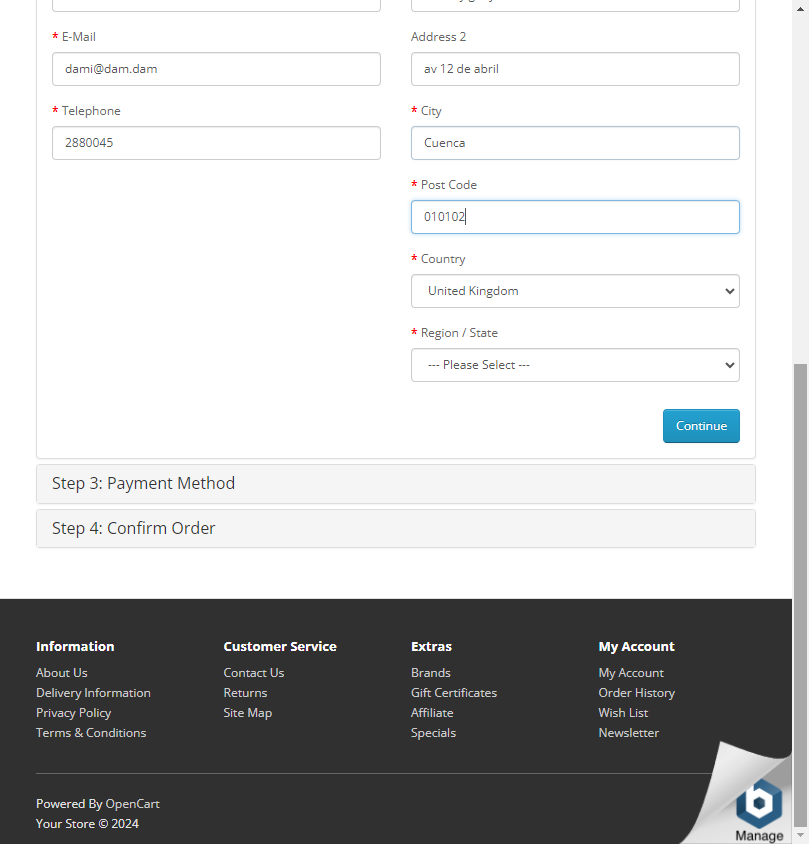 * E-Mail
dami@dam.dam
* Telephone
2880045
Address 2
av 12 de abril
* City
Cuenca
* Post Code
010102
* Country
United Kingdom
* Region / State
--- Please Select ---
Continue
Step 3: Payment Method
Step 4: Confirm Order
Information
About Us
Delivery Information
Privacy Policy
Terms & Conditions
Customer Service
Contact Us
Returns
Site Map
Extras
Brands
Gift Certificates
Affiliate
Specials
My Account
My Account
Order History
Wish List
Newsletter
Powered By OpenCart
Your Store © 2024
b
Manage